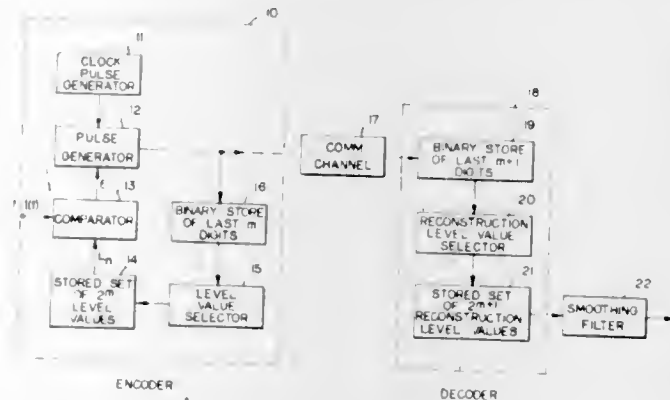 10
11
CLOCK
PULSE
GENERATOR
12
PULSE
GENERATOR
13
COMPARATOR
14
STORED SET
OF 2^m
LEVEL
VALUES
16
BINARY STORE
OF LAST m
DIGITS
15
LEVEL
VALUE
SELECTOR
ENCODER
17
COMM
CHANNEL
18
19
BINARY STORE
OF LAST m+1
DIGITS
20
RECONSTRUCTION
LEVEL VALUE
SELECTOR
21
STORED SET
OF 2^m+1
RECONSTRUCTION
LEVEL VALUES
22
SMOOTHING
FILTER
DECODER